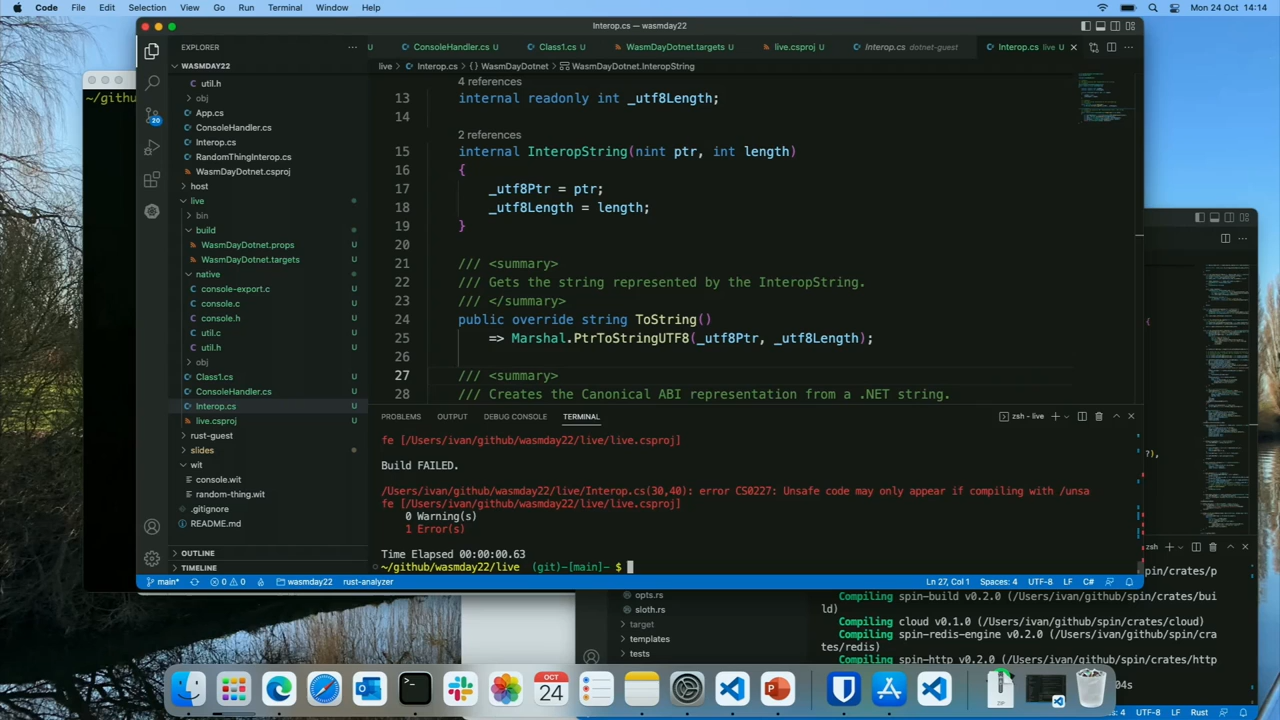 Code File Edit Selection View Go Run Terminal Window Help
Mon 24 Oct 14:14
Interop.cs — wasmday22
EXPLORER
ConsoleHandler.cs U
Class1.cs U
WasmDayDotnet.targets U
live.csproj U
Interop.cs dotnet-guest
Interop.cs live U
WASMDAY22
live > Interop.cs > {} WasmDayDotnet > WasmDayDotnet.InteropString
util.h
obj
App.cs
ConsoleHandler.cs
Interop.cs
RandomThingInterop.cs
WasmDayDotnet.csproj
host
live
bin
build
WasmDayDotnet.props U
WasmDayDotnet.targets U
native
console-export.c U
console.c U
console.h U
util.c U
util.h U
obj
Class1.cs U
ConsoleHandler.cs U
Interop.cs U
live.csproj U
rust-guest
slides
wit
console.wit
random-thing.wit
.gitignore
README.md
OUTLINE
TIMELINE
20
~/githu
4 references
13 internal readonly int _utf8Length;
14
2 references
15 internal InteropString(nint ptr, int length)
16 {
17 _utf8Ptr = ptr;
18 _utf8Length = length;
19 }
20
21 /// <summary>
22 /// Gets the string represented by the InteropString.
23 /// </summary>
24 public override string ToString()
25 => Marshal.PtrToStringUTF8(_utf8Ptr, _utf8Length);
26
27 /// <summary>
28 /// Creates the Canonical ABI representation from a .NET string.
PROBLEMS OUTPUT DEBUG CONSOLE TERMINAL
zsh - live
fe [/Users/ivan/github/wasmday22/live/live.csproj]
Build FAILED.
/Users/ivan/github/wasmday22/live/Interop.cs(30,40): error CS0227: Unsafe code may only appear if compiling with /unsa
fe [/Users/ivan/github/wasmday22/live/live.csproj]
0 Warning(s)
1 Error(s)
Time Elapsed 00:00:00.63
~/github/wasmday22/live (git)-[main]- $
main* 0 0 wasmday22 rust-analyzer
Ln 27, Col 1 Spaces: 4 UTF-8 LF C#
zsh
opts.rs
sloth.rs
target
templates
tests
Compiling spin-build v0.2.0 (/Users/ivan/github/spin/crates/bui
ld)
Compiling cloud v0.1.0 (/Users/ivan/github/spin/crates/cloud)
Compiling spin-redis-engine v0.2.0 (/Users/ivan/github/spin/cra
tes/redis)
Compiling spin-http v0.2.0 (/Users/ivan/github/spin/crates/http
04s
UTF-8 LF Rust
OCT
24
ZIP